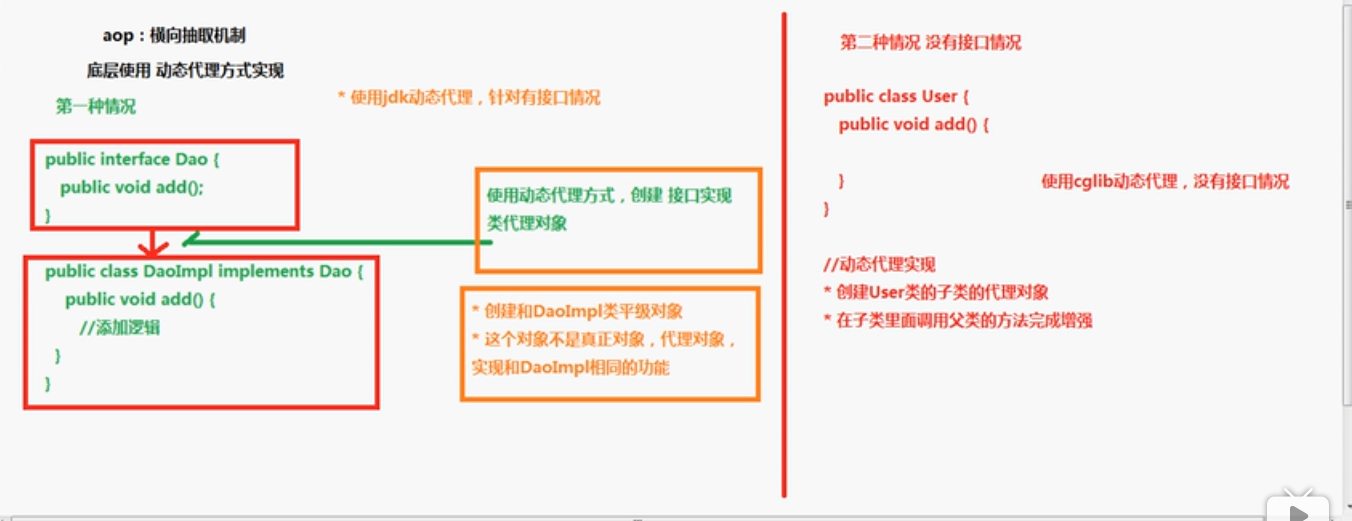 aop：横向抽取机制
底层使用 动态代理方式实现
第一种情况
* 使用jdk动态代理，针对有接口情况
public interface Dao {
public void add();
}
public class DaoImpl implements Dao {
public void add() {
//添加逻辑
}
}
使用动态代理方式，创建 接口实现
类代理对象
* 创建和DaoImpl类平级对象
* 这个对象不是真正对象，代理对象，
实现和DaoImpl相同的功能
第二种情况 没有接口情况
public class User {
public void add() {
}
}
使用cglib动态代理，没有接口情况
//动态代理实现
* 创建User类的子类的代理对象
* 在子类里面调用父类的方法完成增强